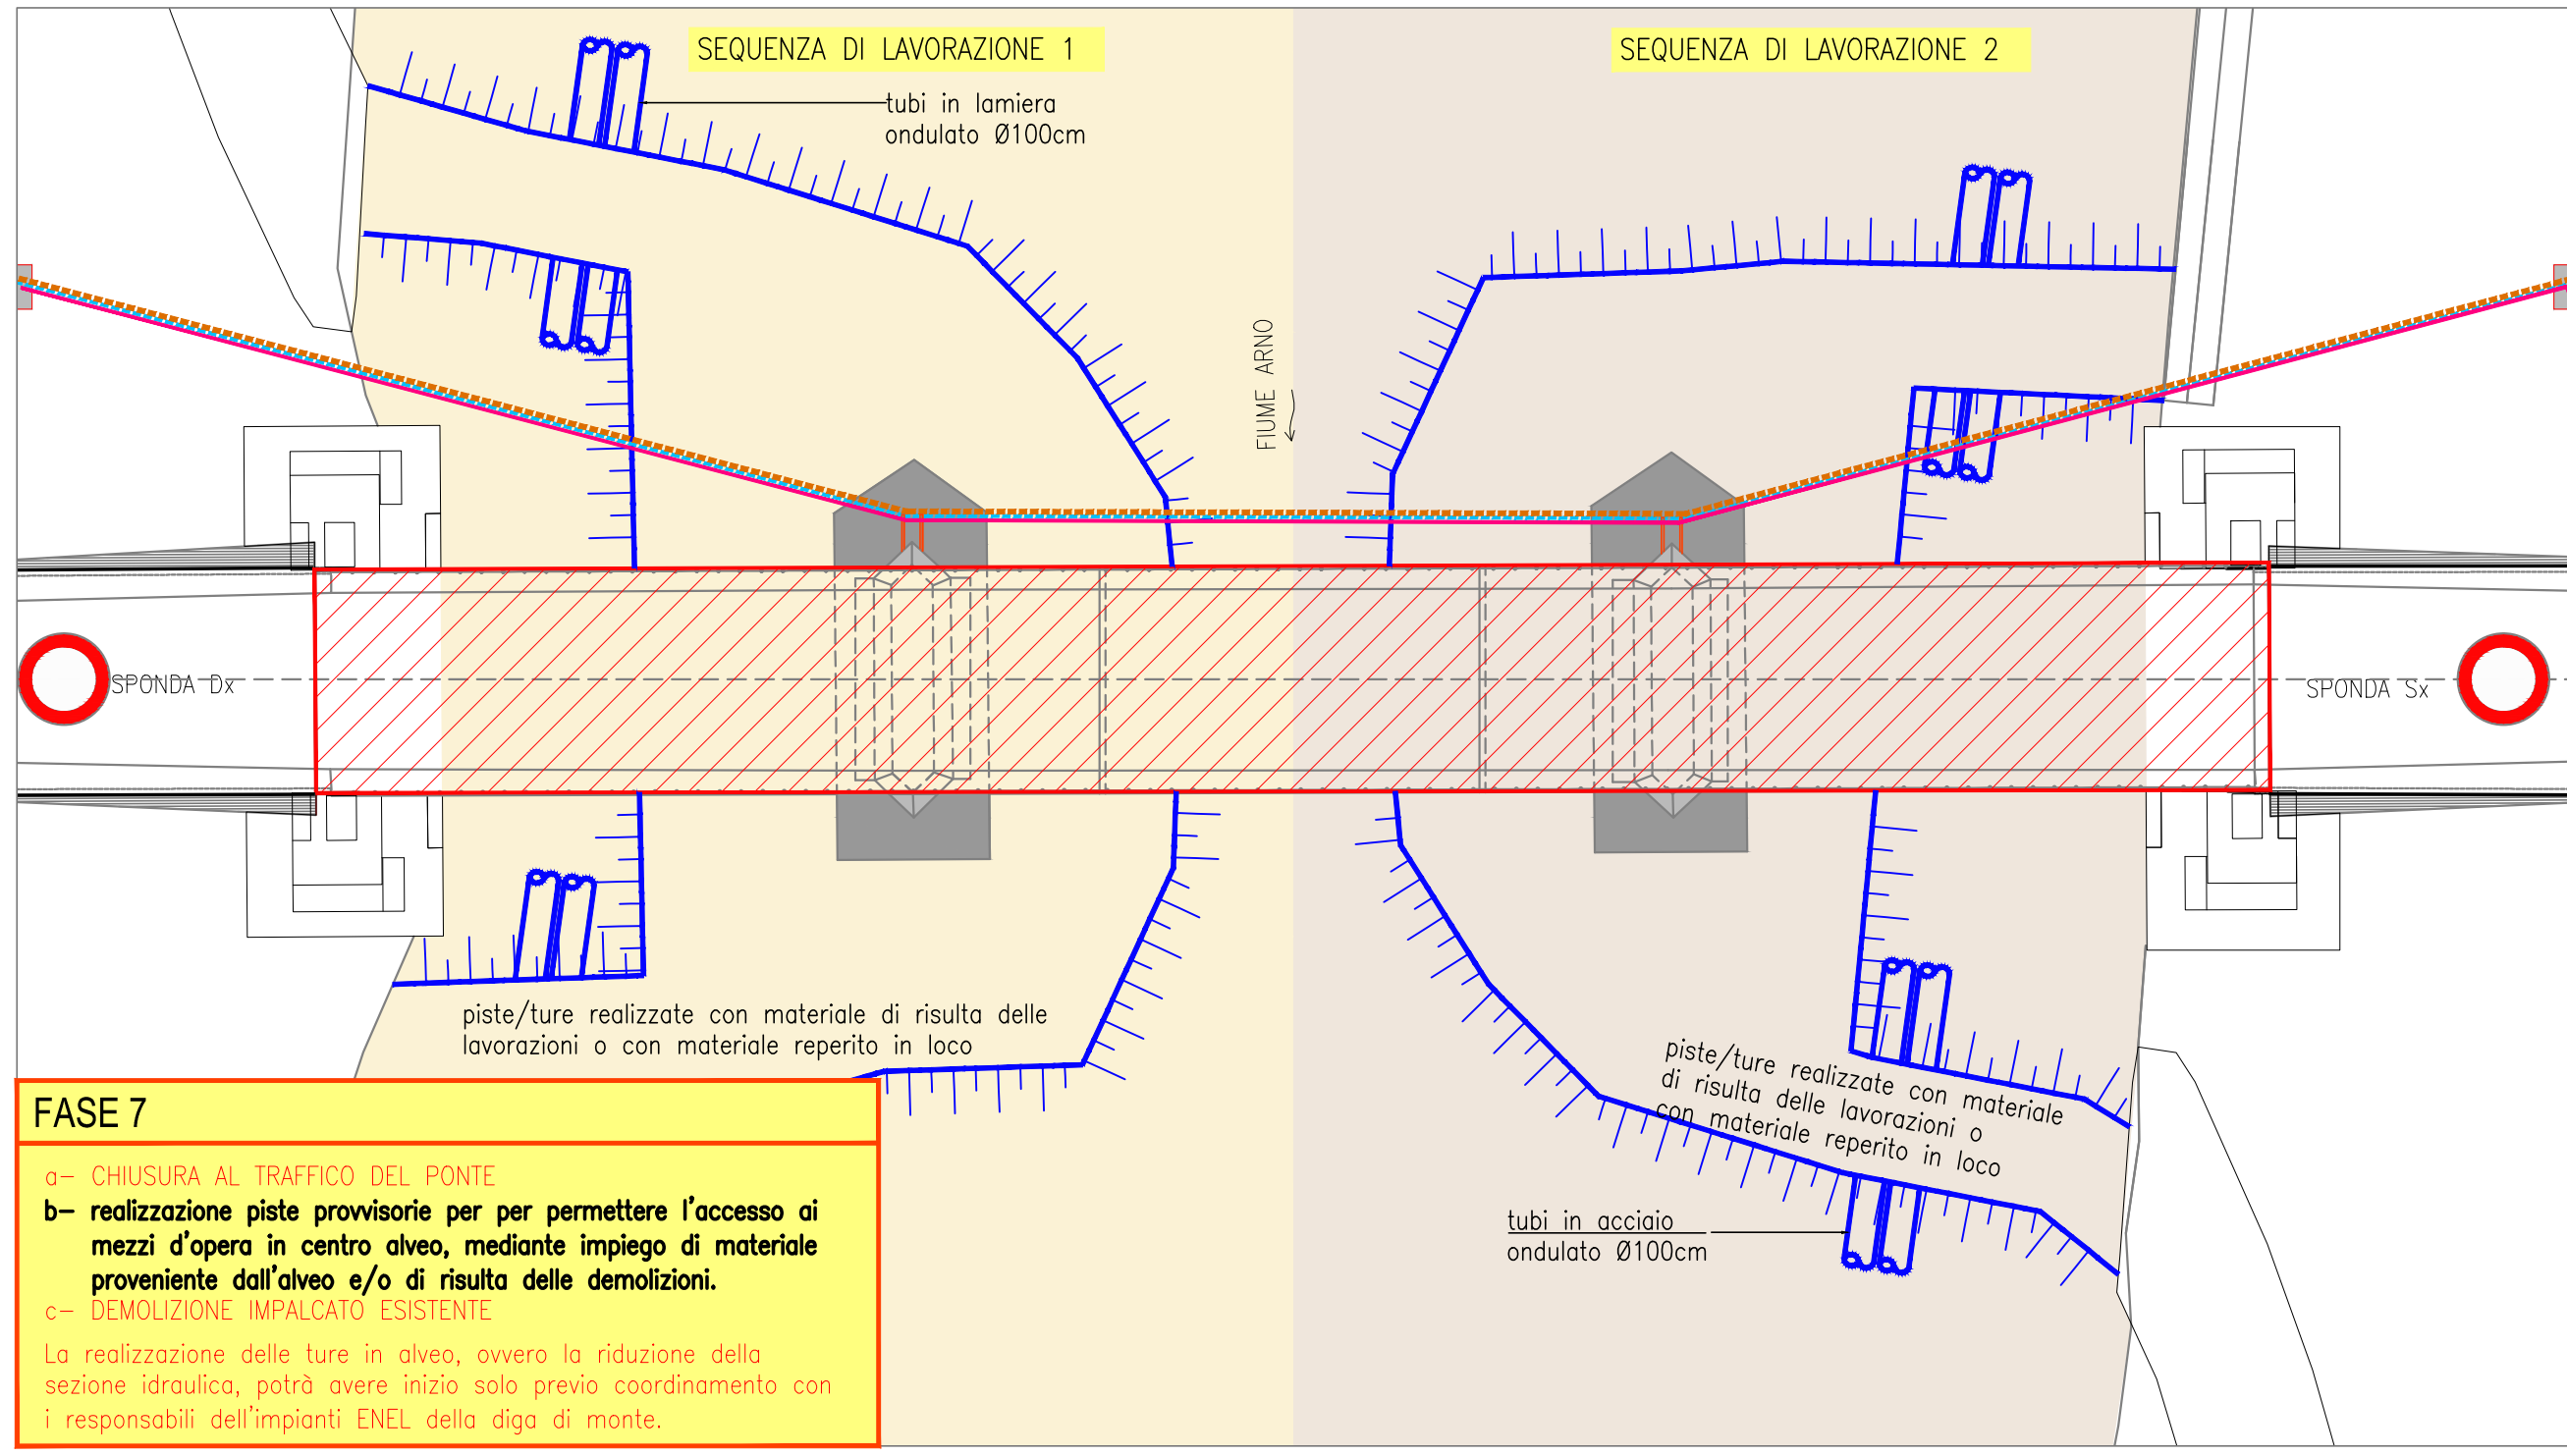 SEQUENZA DI LAVORAZIONE 1
SEQUENZA DI LAVORAZIONE 2
tubi in lamiera
ondulato Ø100cm
FIUME ARNO
SPONDA Dx
SPONDA Sx
piste/ture realizzate con materiale di risulta delle
lavorazioni o con materiale reperito in loco
piste/ture realizzate con materiale
di risulta delle lavorazioni o
con materiale reperito in loco
tubi in acciaio
ondulato Ø100cm
FASE 7
a- CHIUSURA AL TRAFFICO DEL PONTE
b- realizzazione piste provvisorie per per permettere l'accesso ai
mezzi d'opera in centro alveo, mediante impiego di materiale
proveniente dall'alveo e/o di risulta delle demolizioni.
c- DEMOLIZIONE IMPALCATO ESISTENTE
La realizzazione delle ture in alveo, ovvero la riduzione della
sezione idraulica, potrà avere inizio solo previo coordinamento con
i responsabili dell'impianti ENEL della diga di monte.